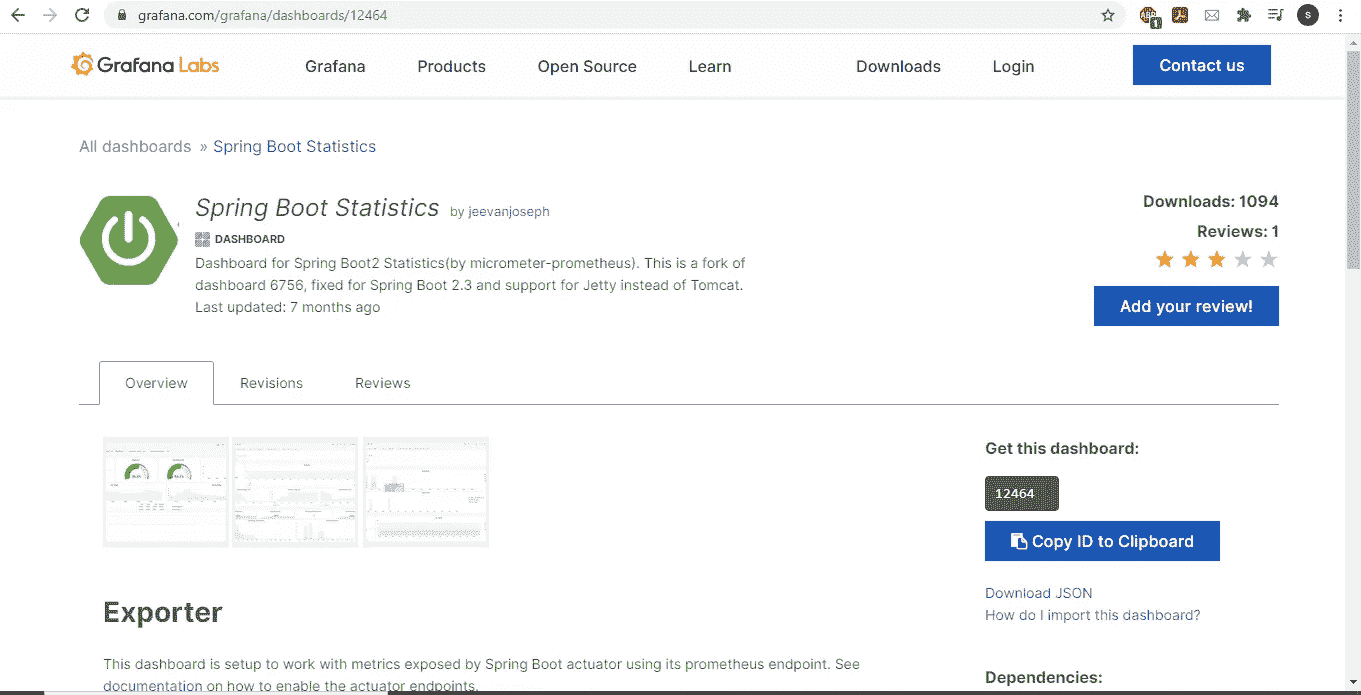 grafana.com/grafana/dashboards/12464
S
Grafana Labs
Grafana Products Open Source Learn Downloads Login Contact us
All dashboards » Spring Boot Statistics
Spring Boot Statistics by jeevanjoseph
DASHBOARD
Dashboard for Spring Boot2 Statistics(by micrometer-prometheus). This is a fork of
dashboard 6756, fixed for Spring Boot 2.3 and support for Jetty instead of Tomcat.
Last updated: 7 months ago
Downloads: 1094
Reviews: 1
Add your review!
Overview Revisions Reviews
Get this dashboard:
12464
Copy ID to Clipboard
Download JSON
How do I import this dashboard?
Dependencies:
Exporter
This dashboard is setup to work with metrics exposed by Spring Boot actuator using its prometheus endpoint. See
documentation on how to enable the actuator endpoints.